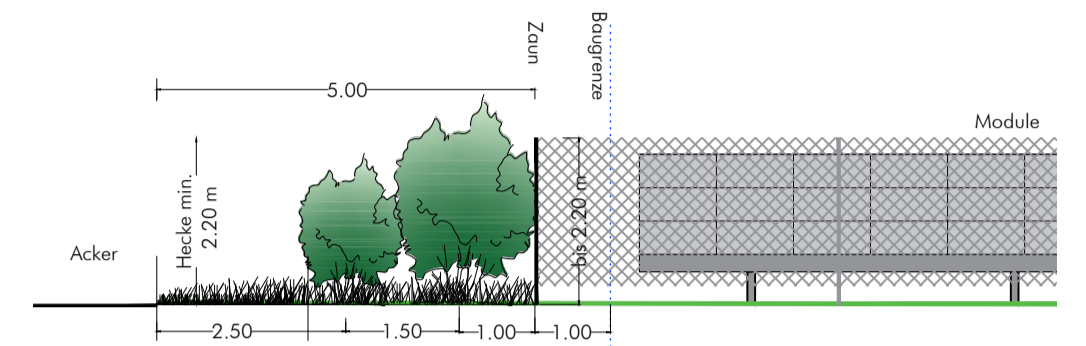 Zaun
Baugrenze
5.00
Module
Hecke min.
2.20 m
bis 2.20 m
Acker
2.50
1.50
1.00
1.00